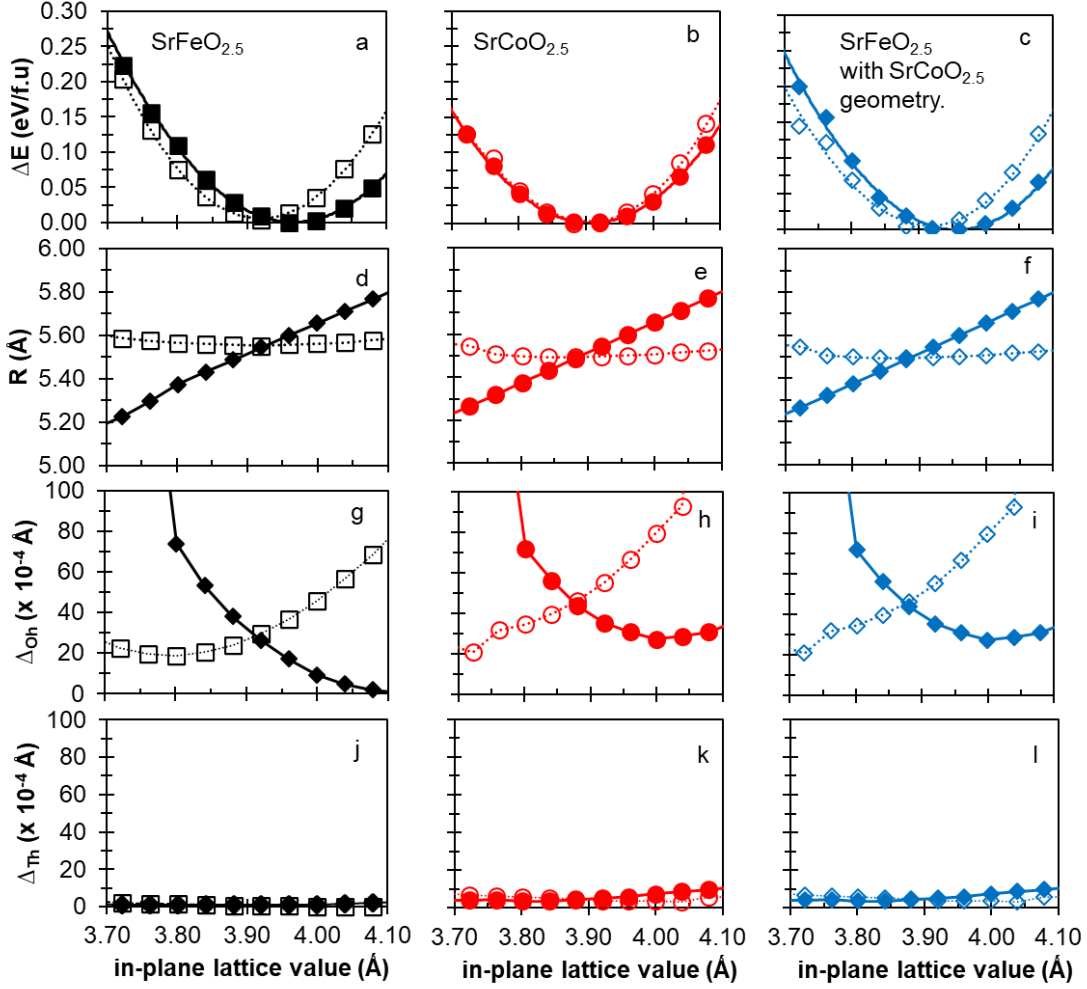 0.30
0.25
0.20
0.15
0.10
0.05
0.00
ΔE (eV/f.u)
SrFeO2.5
a
SrCoO2.5
b
SrFeO2.5
with SrCoO2.5
geometry.
c
6.00
5.80
5.60
5.40
5.20
5.00
R (Å)
d
e
f
100
80
60
40
20
0
ΔOh (x 10-4 Å)
g
h
i
100
80
60
40
20
0
ΔTh (x 10-4 Å)
j
k
l
3.70 3.80 3.90 4.00 4.10
3.70 3.80 3.90 4.00 4.10
3.70 3.80 3.90 4.00 4.10
in-plane lattice value (Å)
in-plane lattice value (Å)
in-plane lattice value (Å)